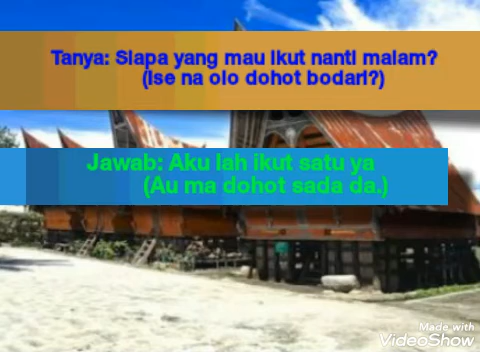 Tanya: Siapa yang mau ikut nanti malam?
(Ise na olo dohot bodari?)
Jawab: Aku lah ikut satu ya
(Au ma dohot sada da.)
Made with
VideoShow